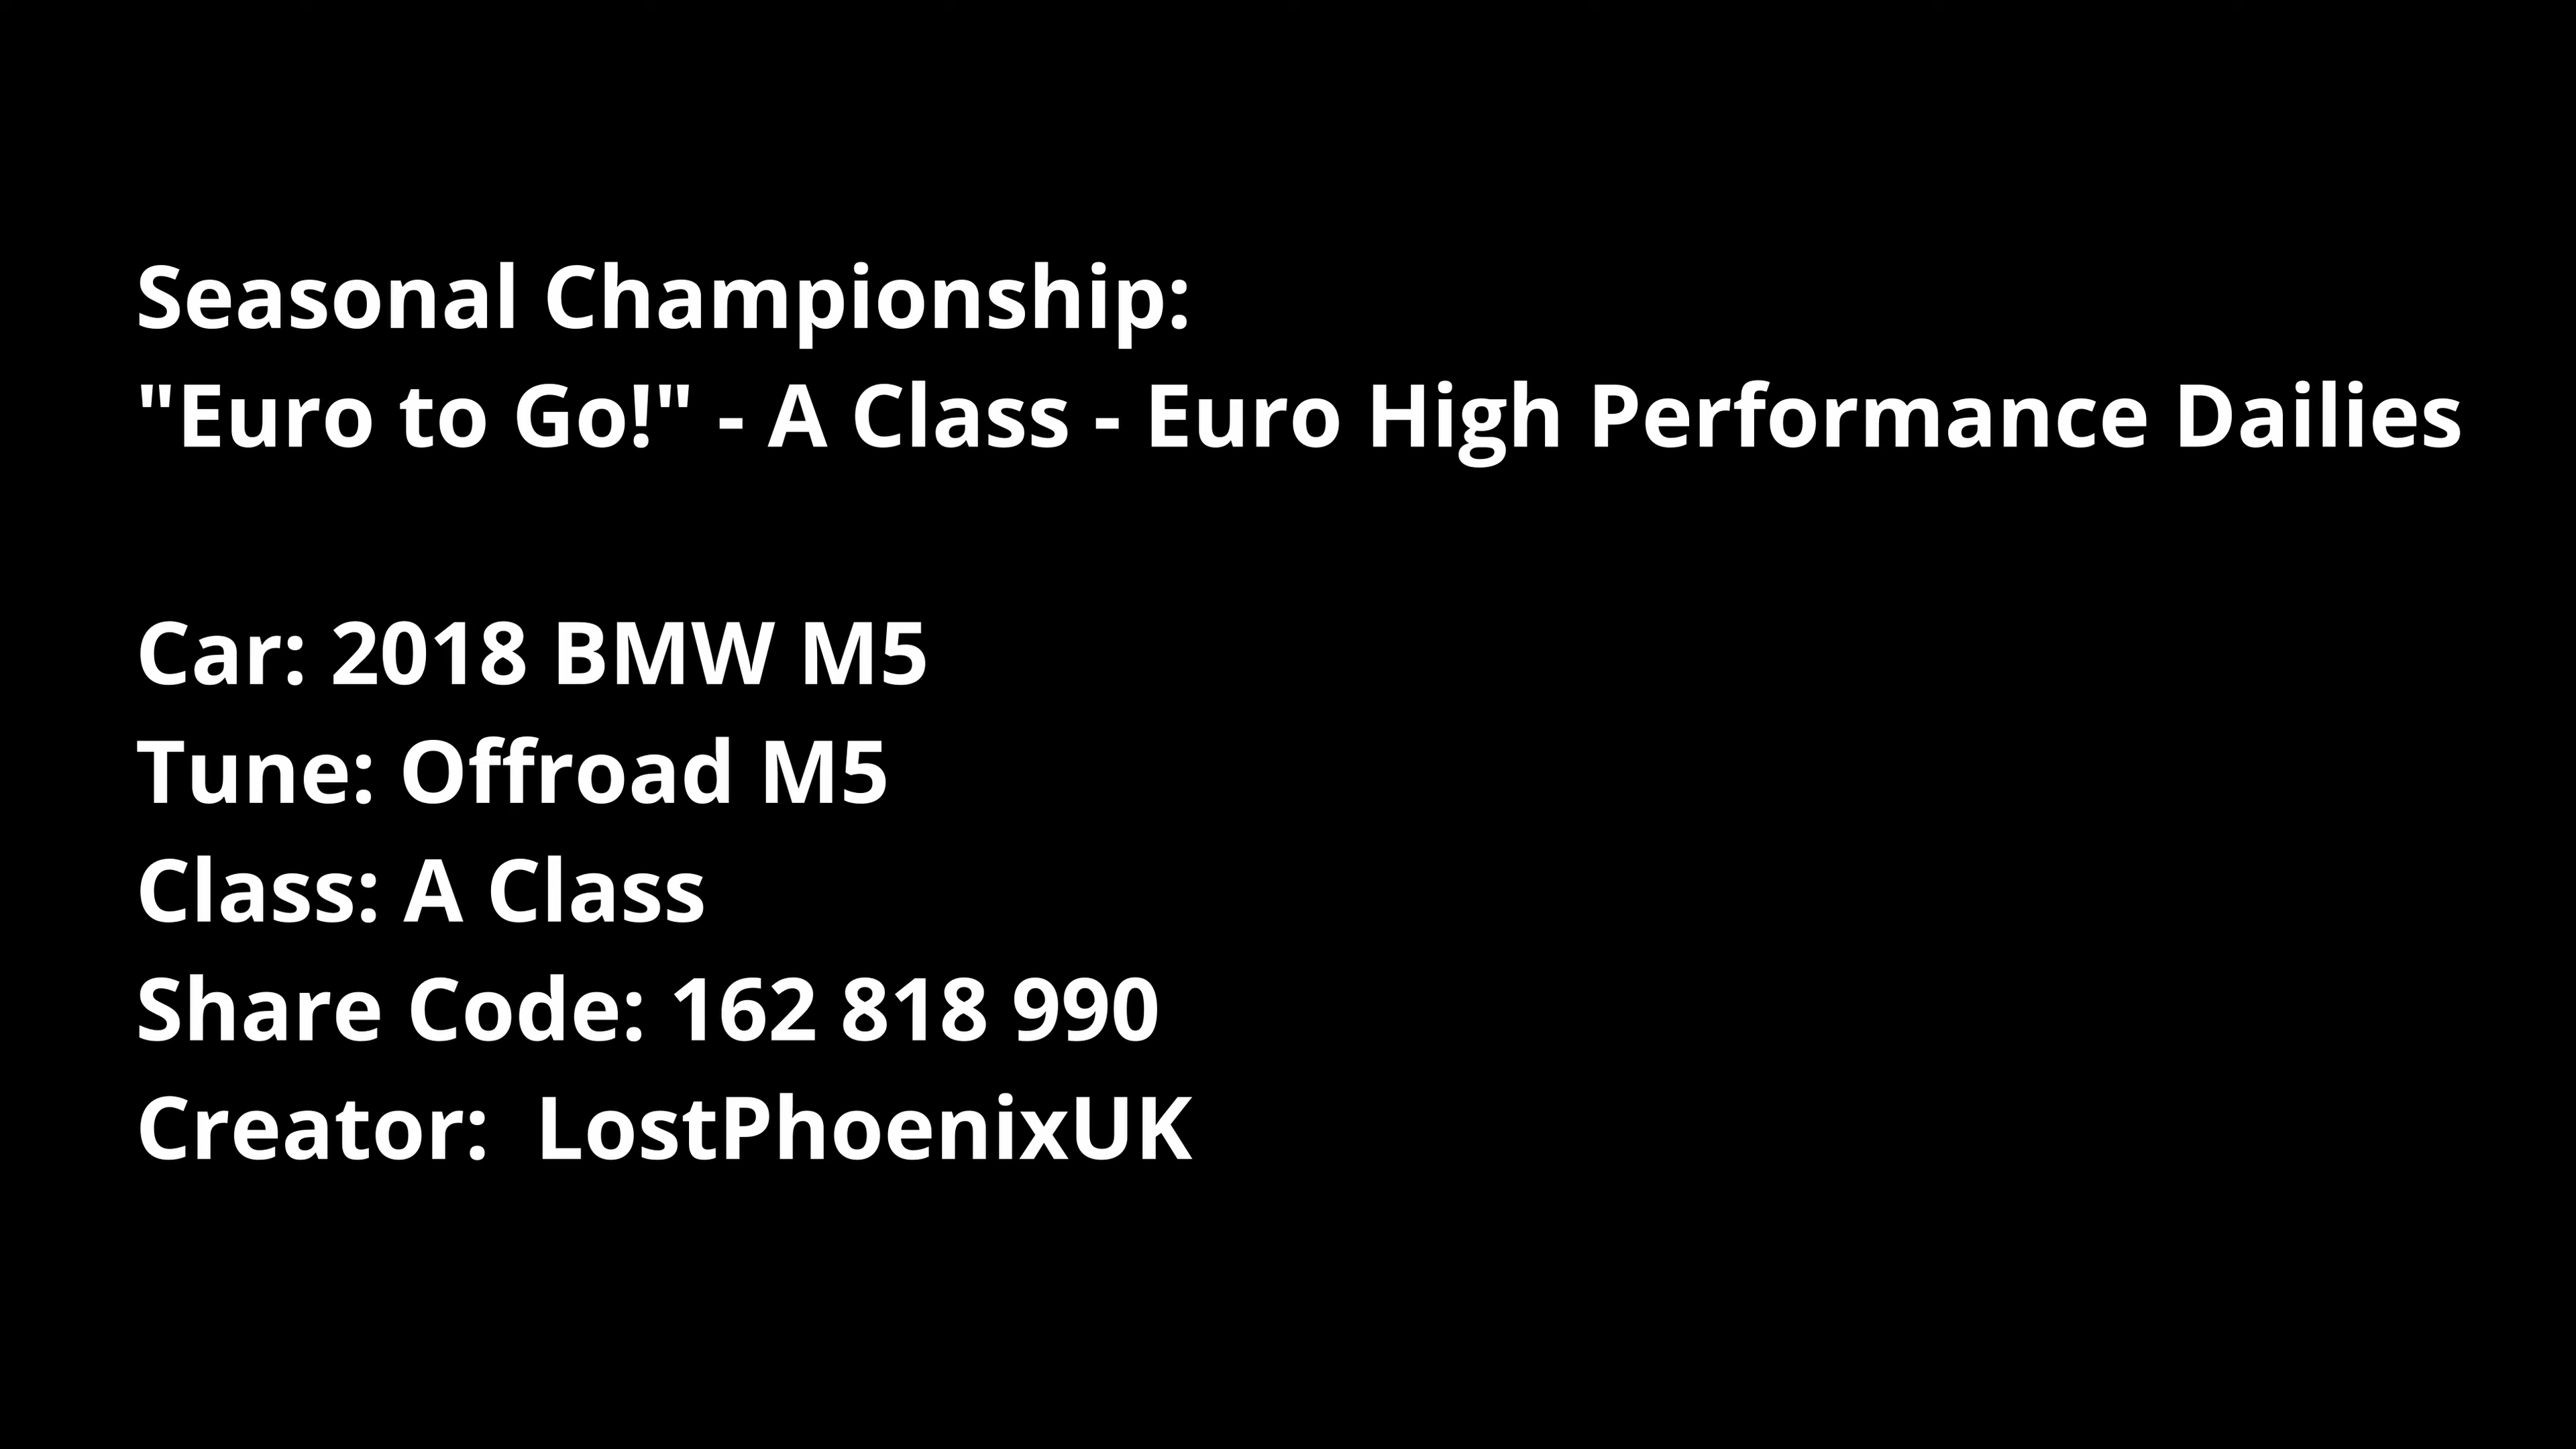 Seasonal Championship:
"Euro to Go!" - A Class - Euro High Performance Dailies
Car: 2018 BMW M5
Tune: Offroad M5
Class: A Class
Share Code: 162 818 990
Creator:  LostPhoenixUK